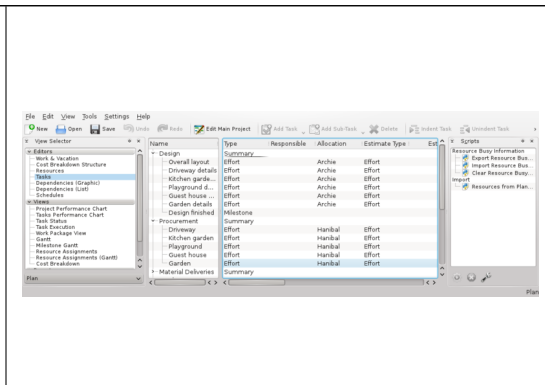 File Edit View Tools Settings Help
New Open Save Undo Redo Edit Main Project Add Task Add Sub-Task Delete Indent Task Unindent Task
View Selector
Editors
Work & Vacation
Cost Breakdown Structure
Resources
Tasks
Dependencies (Graphic)
Dependencies (List)
Schedules
Views
Project Performance Chart
Tasks Performance Chart
Task Status
Task Execution
Work Package View
Gantt
Milestone Gantt
Resource Assignments
Resource Assignments (Gantt)
Cost Breakdown
Plan
Name Type Responsible Allocation Estimate Type Est
Design Summary
Overall layout Effort Archie Effort
Driveway details Effort Archie Effort
Kitchen garde... Effort Archie Effort
Playground d... Effort Archie Effort
Guest house ... Effort Archie Effort
Garden details Effort Archie Effort
Design finished Milestone
Procurement Summary
Driveway Effort Hanibal Effort
Kitchen garden Effort Hanibal Effort
Playground Effort Hanibal Effort
Guest house Effort Hanibal Effort
Garden Effort Hanibal Effort
Material Deliveries Summary
Scripts
Resource Busy Information
Export Resource Bus...
Import Resource Bus...
Clear Resource Busy...
Import
Resources from Plan...
Plan